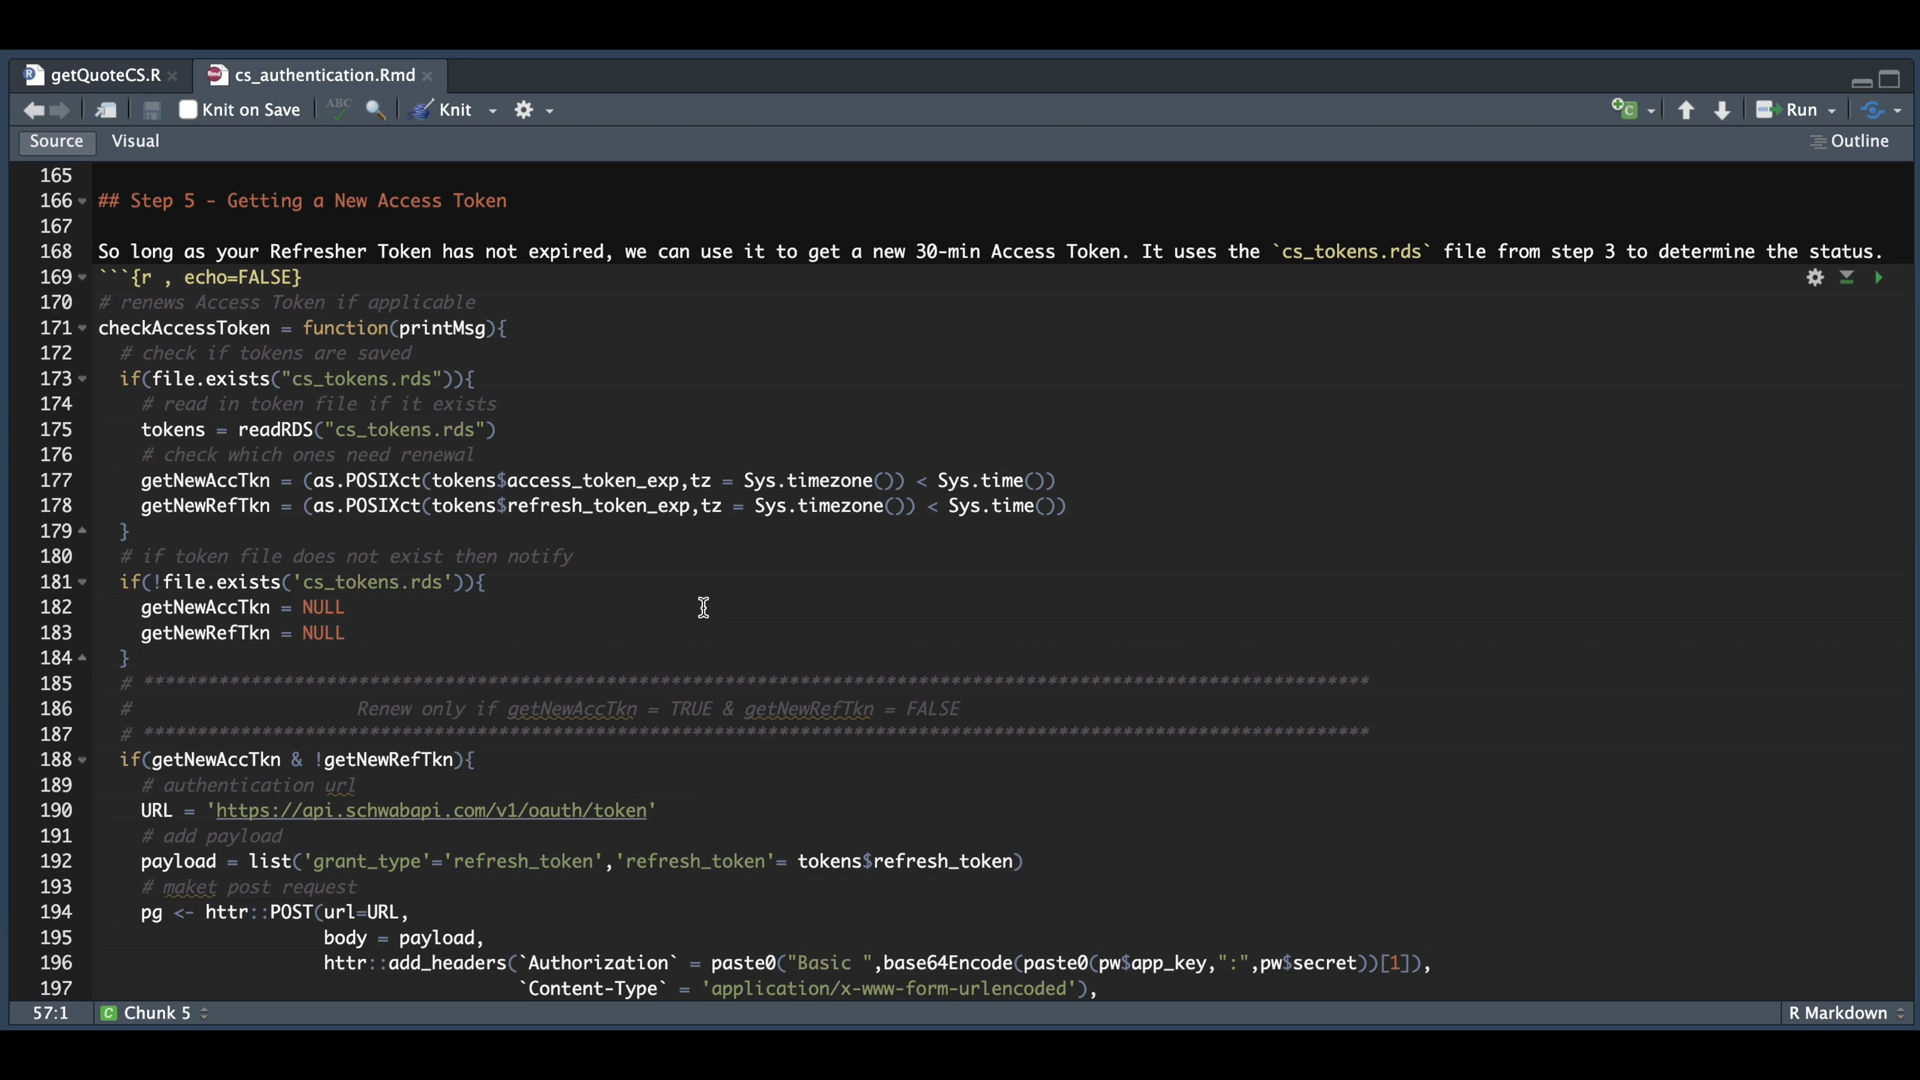 getQuoteCS.R
cs_authentication.Rmd
Knit on Save
ABC
Knit
Run
Source
Visual
Outline
165
166 ## Step 5 - Getting a New Access Token
167
168 So long as your Refresher Token has not expired, we can use it to get a new 30-min Access Token. It uses the `cs_tokens.rds` file from step 3 to determine the status.
169 ```{r , echo=FALSE}
170 # renews Access Token if applicable
171 checkAccessToken = function(printMsg){
172   # check if tokens are saved
173   if(file.exists("cs_tokens.rds")){
174     # read in token file if it exists
175     tokens = readRDS("cs_tokens.rds")
176     # check which ones need renewal
177     getNewAccTkn = (as.POSIXct(tokens$access_token_exp,tz = Sys.timezone()) < Sys.time())
178     getNewRefTkn = (as.POSIXct(tokens$refresh_token_exp,tz = Sys.timezone()) < Sys.time())
179   }
180   # if token file does not exist then notify
181   if(!file.exists('cs_tokens.rds')){
182     getNewAccTkn = NULL
183     getNewRefTkn = NULL
184   }
185   # ******************************************************************************************************************
186   #                     Renew only if getNewAccTkn = TRUE & getNewRefTkn = FALSE
187   # ******************************************************************************************************************
188   if(getNewAccTkn & !getNewRefTkn){
189     # authentication url
190     URL = 'https://api.schwabapi.com/v1/oauth/token'
191     # add payload
192     payload = list('grant_type'='refresh_token','refresh_token'= tokens$refresh_token)
193     # maket post request
194     pg <- httr::POST(url=URL,
195                      body = payload,
196                      httr::add_headers(`Authorization` = paste0("Basic ",base64Encode(paste0(pw$app_key,":",pw$secret))[1]),
197                                        `Content-Type` = 'application/x-www-form-urlencoded'),
57:1
C Chunk 5
R Markdown